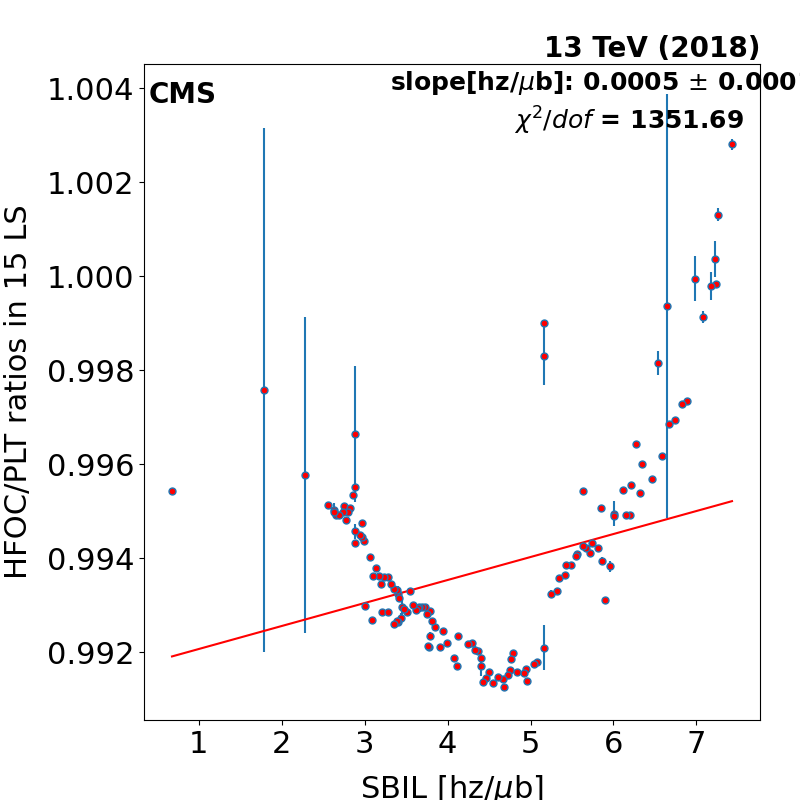 13 TeV (2018)
CMS
slope[hz/μb]: 0.0005 ± 0.000
χ²/dof = 1351.69
HFOC/PLT ratios in 15 LS
1.004
1.002
1.000
0.998
0.996
0.994
0.992
1 2 3 4 5 6 7
SBIL [hz/μb]